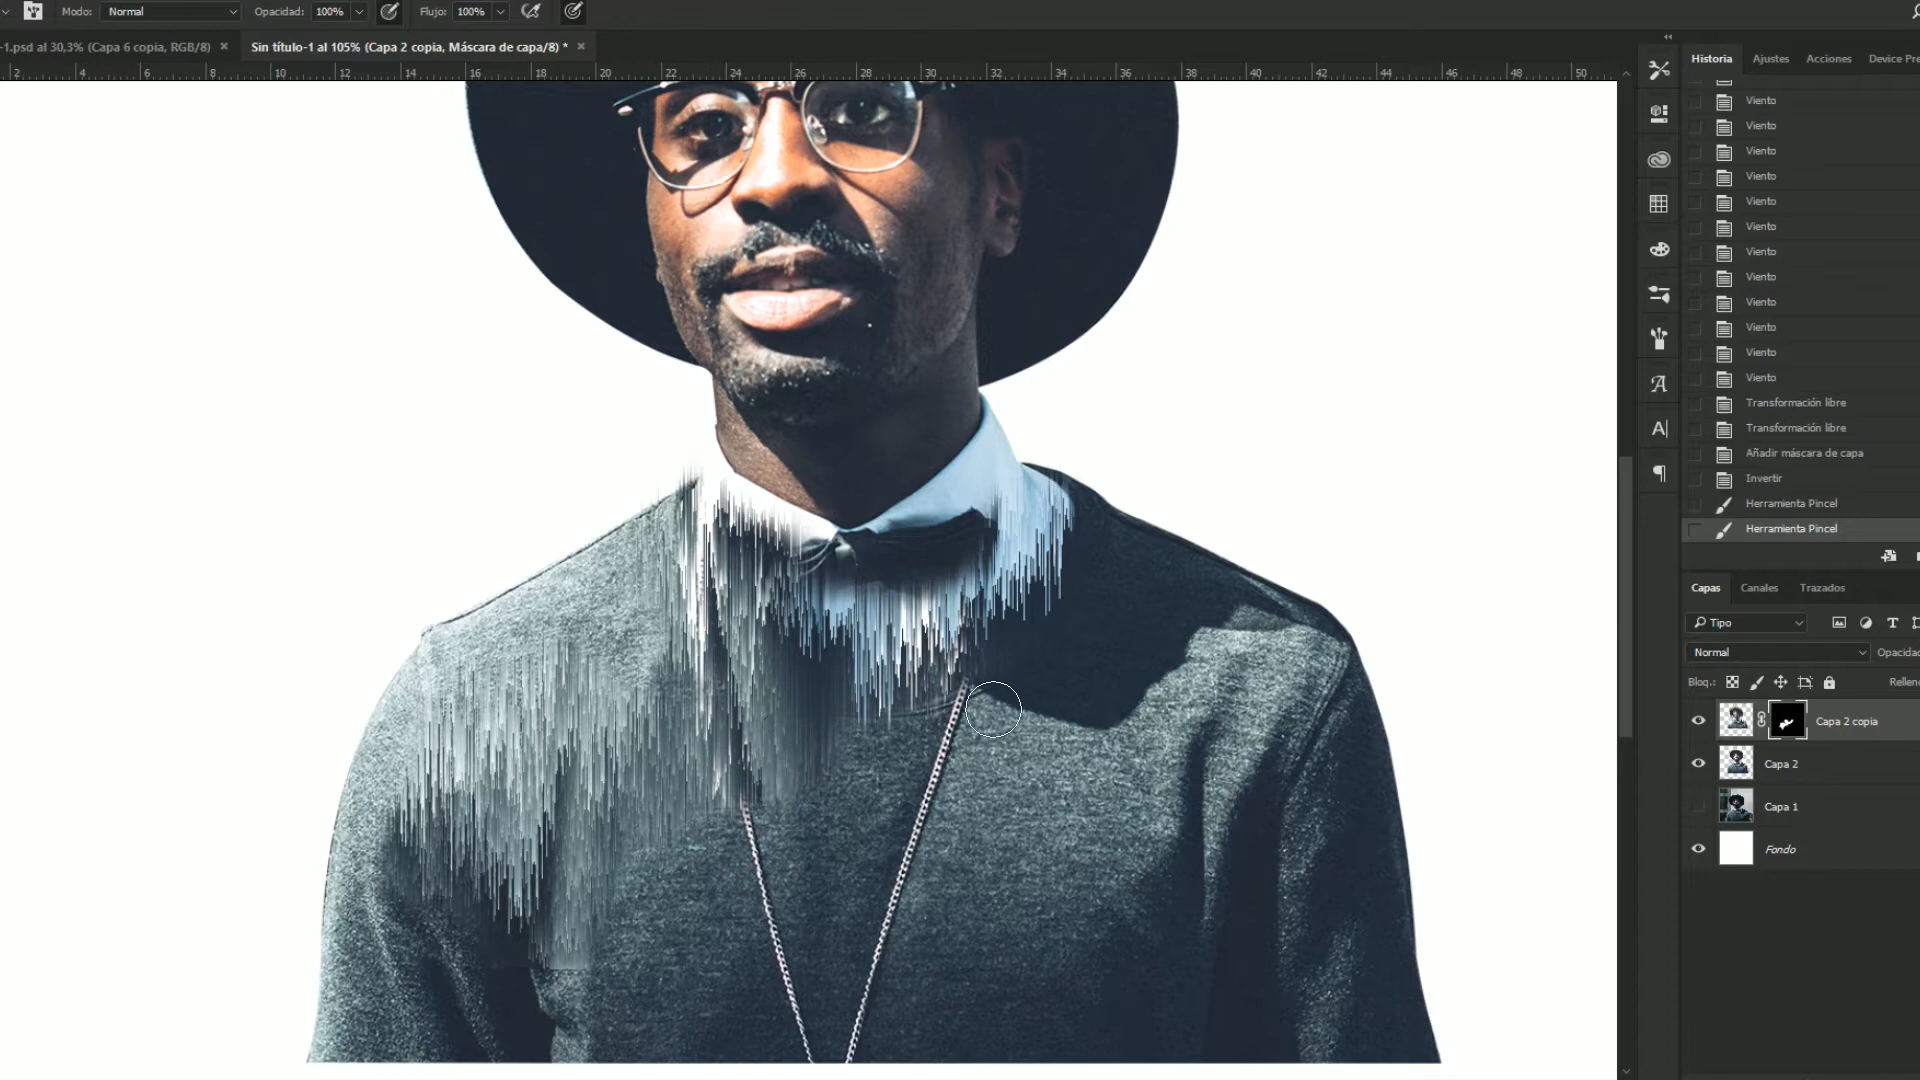 Modo: Normal Opacidad: 100% Flujo: 100%
-1.psd al 30,3% (Capa 6 copia, RGB/8) × Sin título-1 al 105% (Capa 2 copia, Máscara de capa/8) * ×
2 4 6 8 10 12 14 16 18 20 22 24 26 28 30 32 34 36 38 40 42 44 46 48 50
Historia Ajustes Acciones Device Pre
Viento
Viento
Viento
Viento
Viento
Viento
Viento
Viento
Viento
Viento
Viento
Viento
Transformación libre
Transformación libre
Añadir máscara de capa
Invertir
Herramienta Pincel
Herramienta Pincel
Capas Canales Trazados
Tipo
Normal Opacidad
Bloq.: Rellen
Capa 2 copia
Capa 2
Capa 1
Fondo